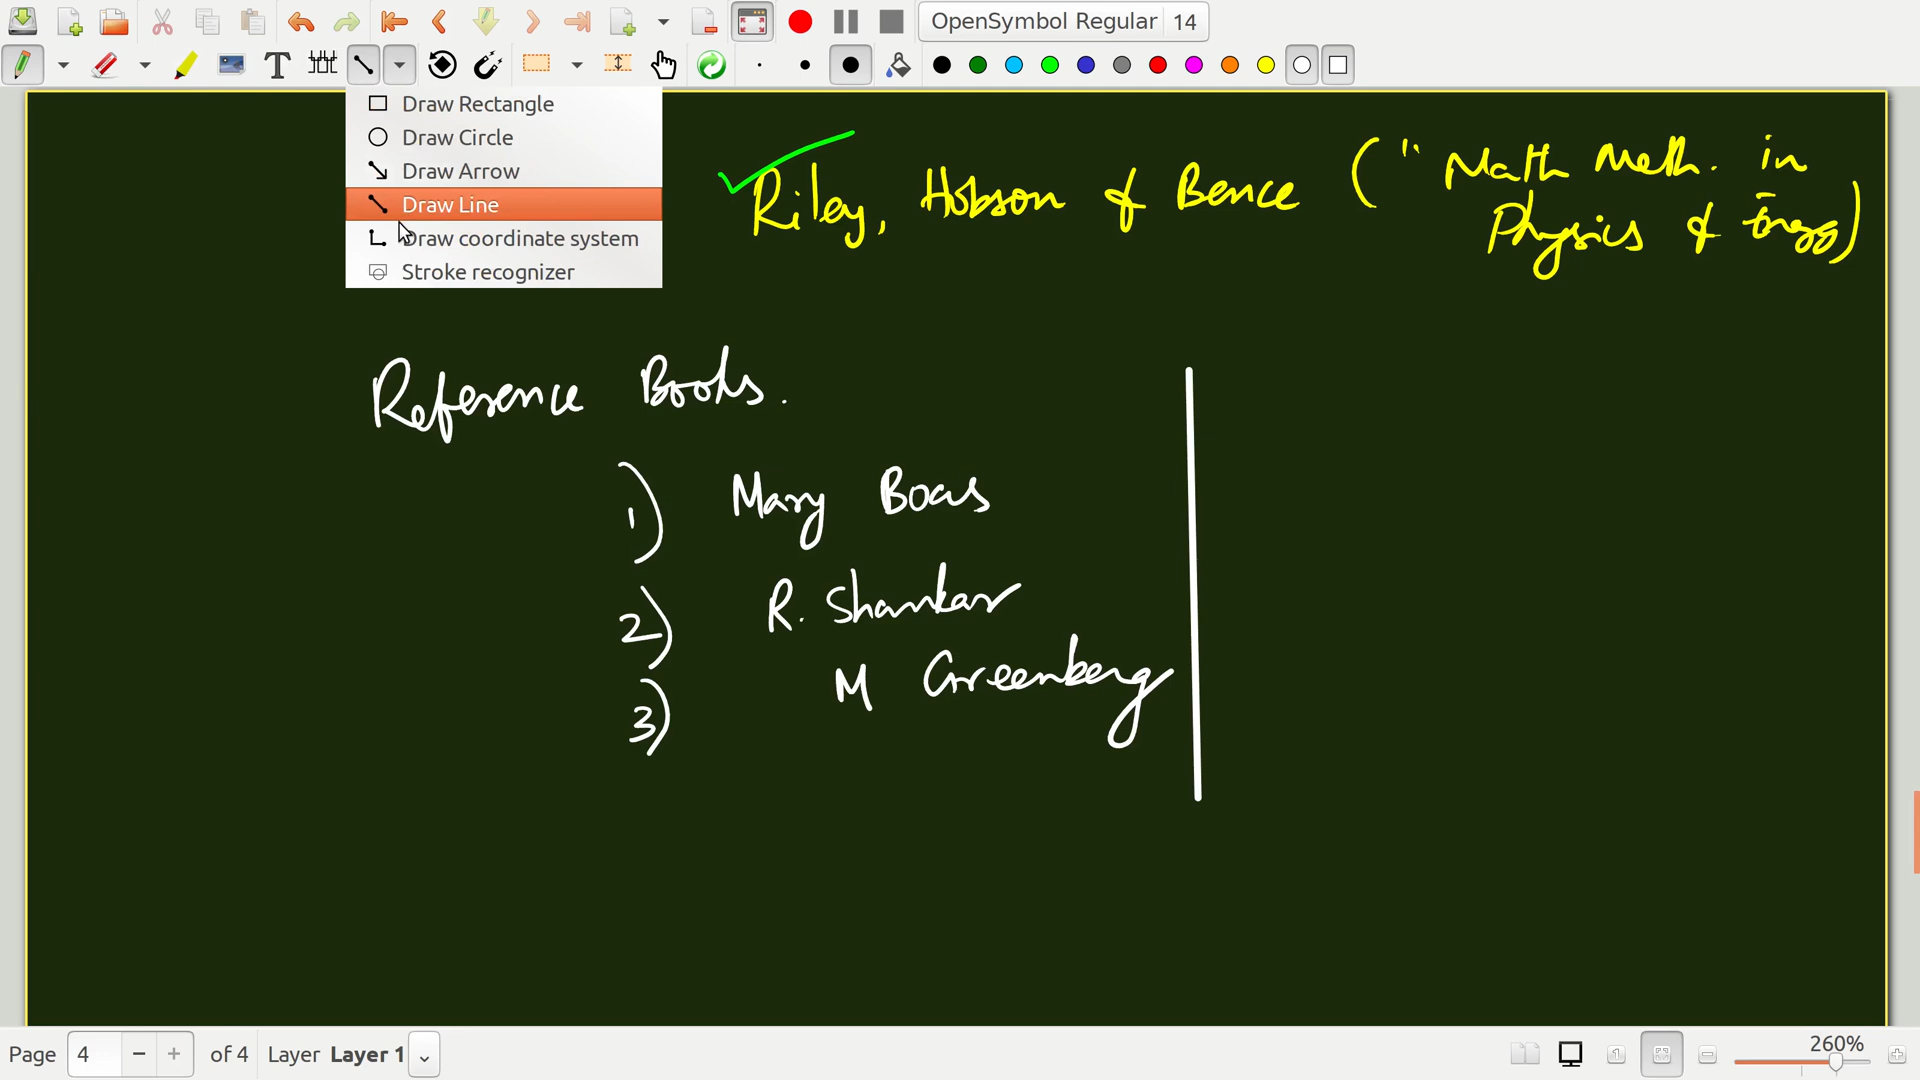 OpenSymbol Regular 14
Draw Rectangle
Draw Circle
Draw Arrow
Draw Line
Draw coordinate system
Stroke recognizer
Riley, Hobson & Bence ("Math Meth. in
Physics & Engg)
Reference Books.
1) Mary Boas
2) R. Shankar
3) M Greenberg
Page 4 of 4 Layer Layer 1
260%